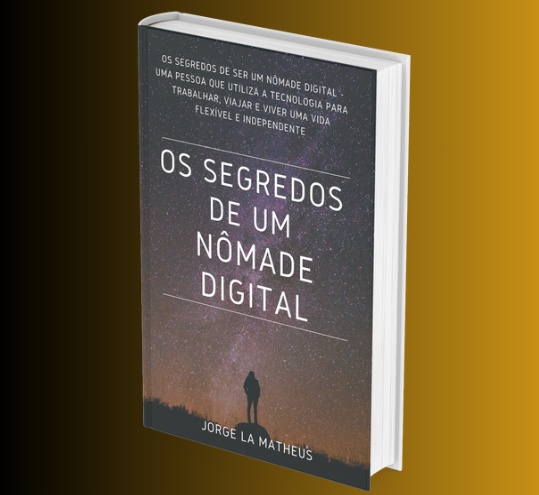 OS SEGREDOS DE SER UM NÔMADE DIGITAL -
UMA PESSOA QUE UTILIZA A TECNOLOGIA PARA
TRABALHAR, VIAJAR E VIVER UMA VIDA
FLEXÍVEL E INDEPENDENTE
OS SEGREDOS
DE UM
NÔMADE
DIGITAL
JORGE LA MATHEUS